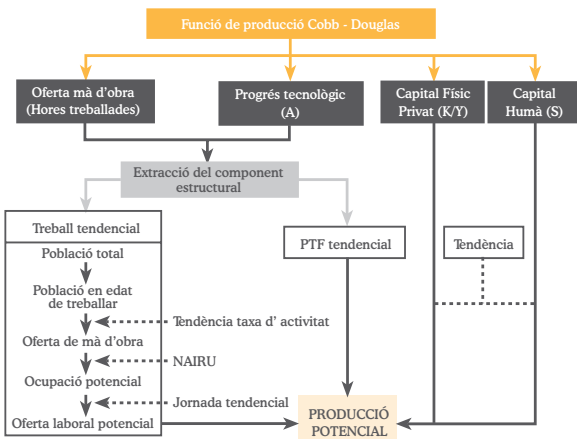 Funció de producció Cobb - Douglas
Oferta mà d'obra
(Hores treballades)
Progrés tecnològic
(A)
Capital Físic
Privat (K/Y)
Capital
Humà (S)
Extracció del component
estructural
Treball tendencial
PTF tendencial
Tendència
Població total
Població en edat
de treballar
Tendència taxa d' activitat
Oferta de mà d'obra
NAIRU
Ocupació potencial
Jornada tendencial
Oferta laboral potencial
PRODUCCIÓ
POTENCIAL